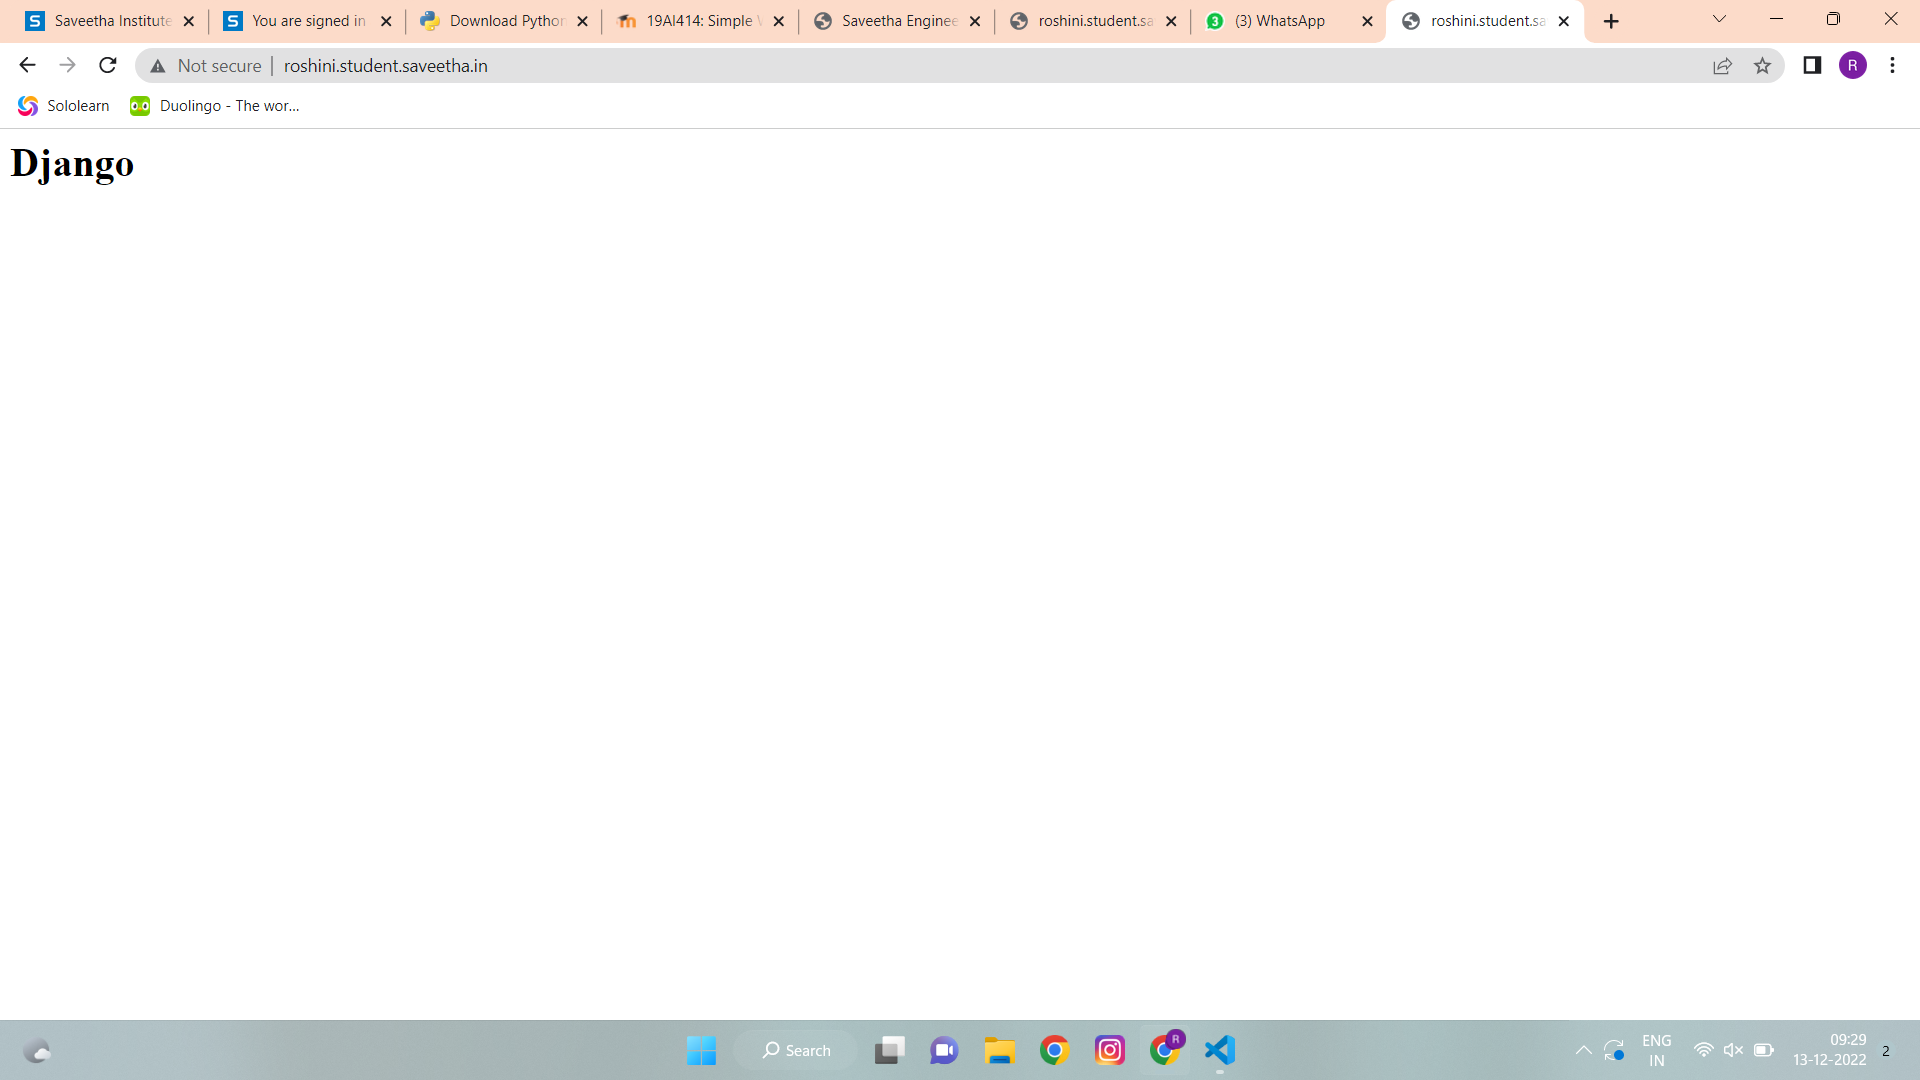 Saveetha Institute
You are signed in
Download Python
19AI414: Simple
Saveetha Enginee
roshini.student.sa
(3) WhatsApp
roshini.student.sa
Not secure
roshini.student.saveetha.in
R
Sololearn
Duolingo - The wor...
Django
Search
R
ENG
IN
09:29
13-12-2022
2